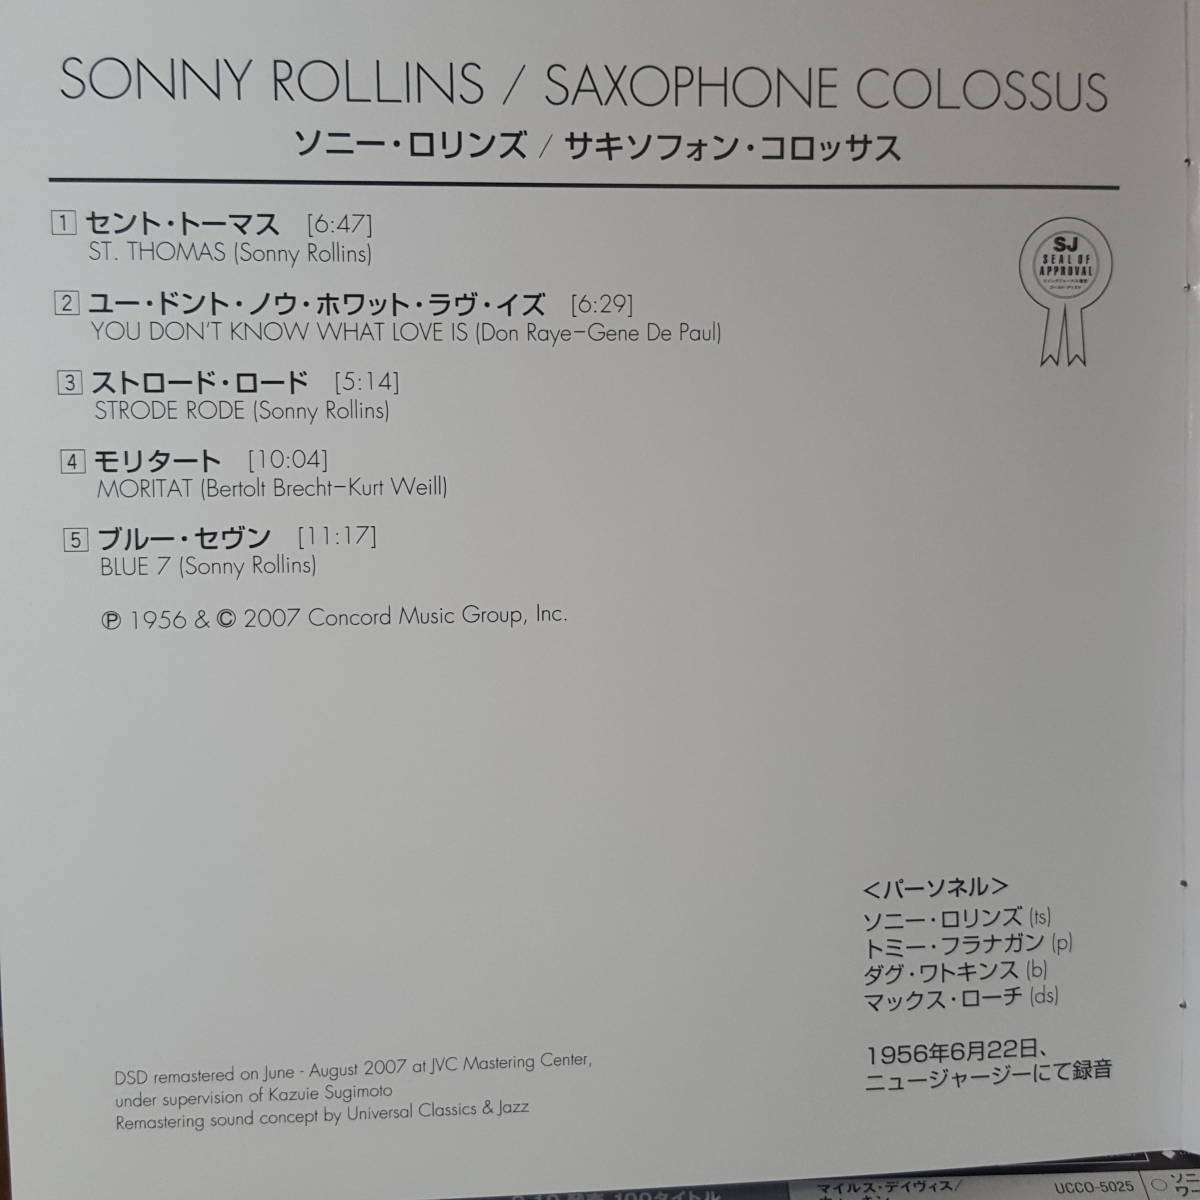 SONNY ROLLINS / SAXOPHONE COLOSSUS
ソニー・ロリンズ / サキソフォン・コロッサス
1 セント・トーマス [6:47]
ST. THOMAS (Sonny Rollins)
2 ユー・ドント・ノウ・ホワット・ラヴ・イズ [6:29]
YOU DON'T KNOW WHAT LOVE IS (Don Raye-Gene De Paul)
3 ストロード・ロード [5:14]
STRODE RODE (Sonny Rollins)
4 モリタート [10:04]
MORITAT (Bertolt Brecht-Kurt Weill)
5 ブルー・セヴン [11:17]
BLUE 7 (Sonny Rollins)
℗ 1956 & © 2007 Concord Music Group, Inc.
SJ
SEAL OF
APPROVAL
<パーソネル>
ソニー・ロリンズ (ts)
トミー・フラナガン (p)
ダグ・ワトキンス (b)
マックス・ローチ (ds)
1956年6月22日、
ニュージャージーにて録音
DSD remastered on June - August 2007 at JVC Mastering Center,
under supervision of Kazuie Sugimoto
Remastering sound concept by Universal Classics & Jazz
マイルス・デイヴィス/
UCCO-5025